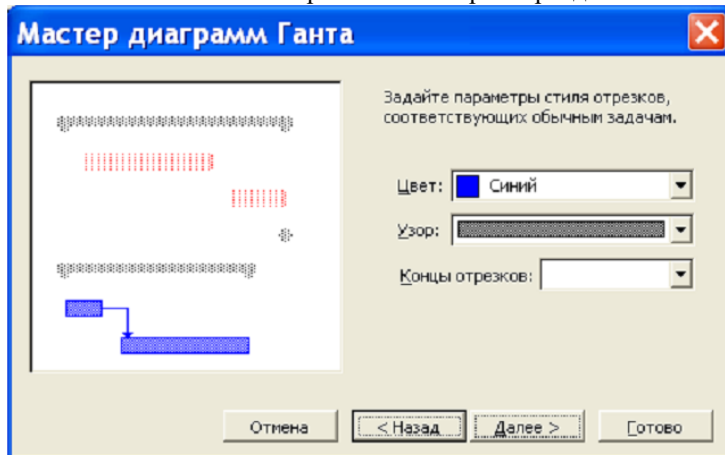 Мастер диаграмм Ганта
Задайте параметры стиля отрезков,
соответствующих обычным задачам.
Цвет: Синий
Узор:
Концы отрезков:
Отмена < Назад Далее > Готово